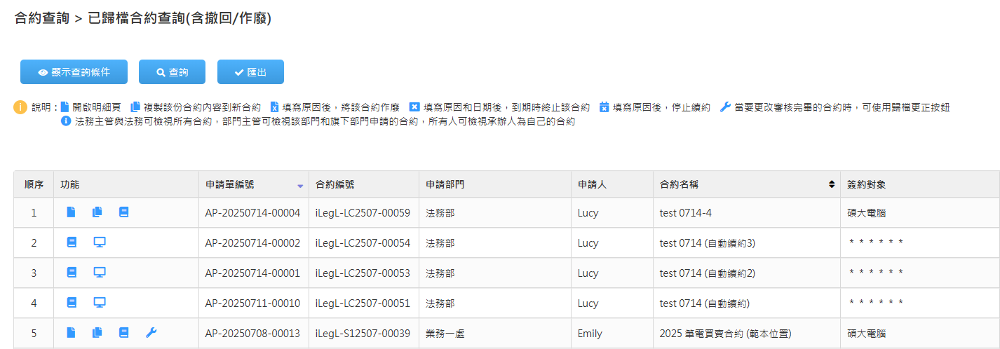 合約查詢 > 已歸檔合約查詢(含撤回/作廢)
顯示查詢條件 查詢 匯出
說明： 開啟明細頁 複製該份合約內容到新合約 填寫原因後，將該合約作廢 填寫原因和日期後，到期時終止該合約 填寫原因後，停止續約 當要更改審核完畢的合約時，可使用歸檔更正按鈕
法務主管與法務可檢視所有合約，部門主管可檢視該部門和旗下部門申請的合約，所有人可檢視承辦人為自己的合約
順序 功能 申請單編號 合約編號 申請部門 申請人 合約名稱 簽約對象
1 AP-20250714-00004 iLegL-LC2507-00059 法務部 Lucy test 0714-4 碩大電腦
2 AP-20250714-00002 iLegL-LC2507-00054 法務部 Lucy test 0714 (自動續約3) ******
3 AP-20250714-00001 iLegL-LC2507-00053 法務部 Lucy test 0714 (自動續約2) ******
4 AP-20250711-00010 iLegL-LC2507-00051 法務部 Lucy test 0714 (自動續約) ******
5 AP-20250708-00013 iLegL-S12507-00039 業務一處 Emily 2025 筆電買賣合約 (範本位置) 碩大電腦